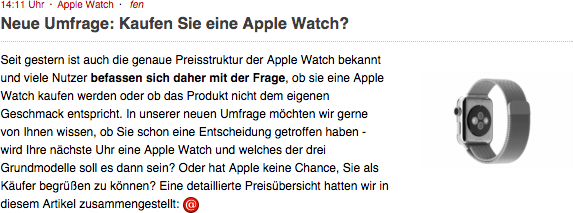 14:11 Uhr · Apple Watch · fen
Neue Umfrage: Kaufen Sie eine Apple Watch?
Seit gestern ist auch die genaue Preisstruktur der Apple Watch bekannt
und viele Nutzer befassen sich daher mit der Frage, ob sie eine Apple
Watch kaufen werden oder ob das Produkt nicht dem eigenen
Geschmack entspricht. In unserer neuen Umfrage möchten wir gerne
von Ihnen wissen, ob Sie schon eine Entscheidung getroffen haben -
wird Ihre nächste Uhr eine Apple Watch und welches der drei
Grundmodelle soll es dann sein? Oder hat Apple keine Chance, Sie als
Käufer begrüßen zu können? Eine detaillierte Preisübersicht hatten wir in
diesem Artikel zusammengestellt: @